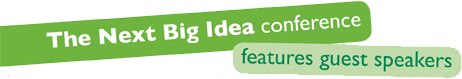 The Next Big Idea conference
features guest speakers